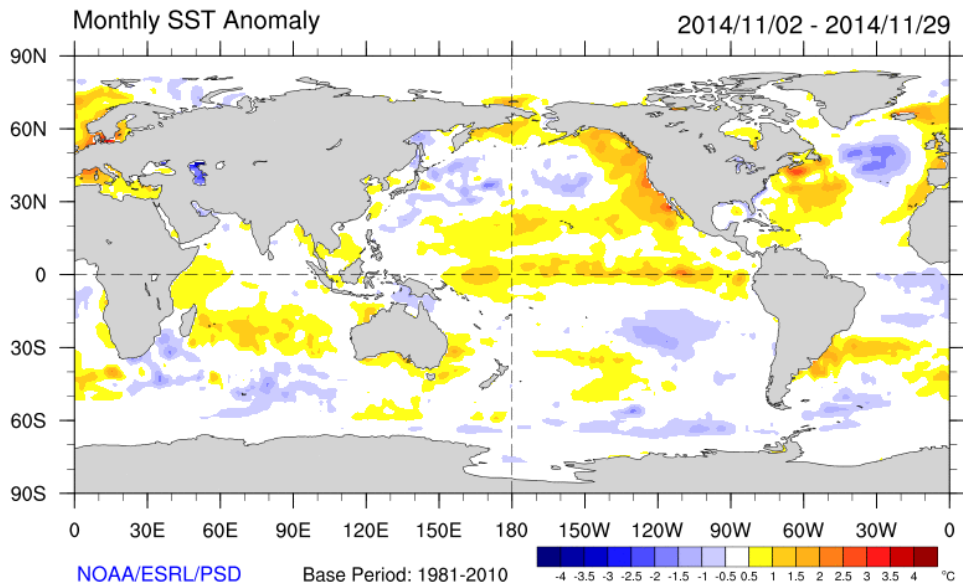 Monthly SST Anomaly 2014/11/02 - 2014/11/29
90N
60N
30N
0
30S
60S
90S
0 30E 60E 90E 120E 150E 180 150W 120W 90W 60W 30W 0
NOAA/ESRL/PSD Base Period: 1981-2010
-4 -3.5 -3 -2.5 -2 -1.5 -1 -0.5 0.5 1 1.5 2 2.5 3 3.5 4 °C